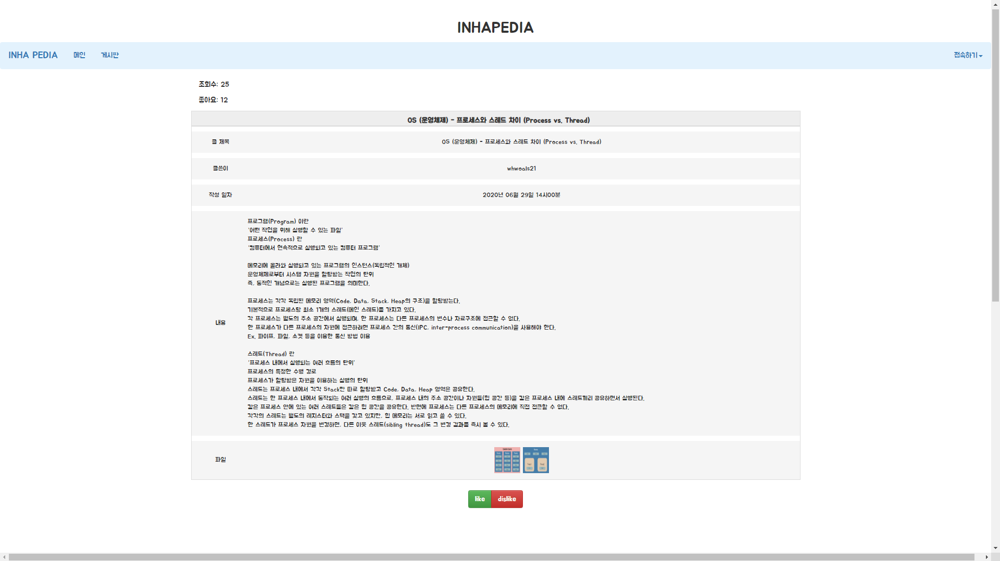 INHAPEDIA
INHA PEDIA 메인 게시판 접속하기
조회수: 25
좋아요: 12
OS (운영체제) - 프로세스와 스레드 차이 (Process vs. Thread)
글 제목 OS (운영체제) - 프로세스와 스레드 차이 (Process vs. Thread)
글쓴이 whwoals21
작성 일자 2020년 06월 29일 14시00분
내용
프로그램(Program) 이란
'어떤 작업을 위해 실행할 수 있는 파일'
프로세스(Process) 란
'컴퓨터에서 연속적으로 실행되고 있는 컴퓨터 프로그램'
메모리에 올라와 실행되고 있는 프로그램의 인스턴스(독립적인 개체)
운영체제로부터 시스템 자원을 할당받는 작업의 단위
즉, 동적인 개념으로는 실행된 프로그램을 의미한다.
프로세스는 각각 독립된 메모리 영역(Code, Data, Stack, Heap의 구조)을 할당받는다.
기본적으로 프로세스당 최소 1개의 스레드(메인 스레드)를 가지고 있다.
각 프로세스는 별도의 주소 공간에서 실행되며, 한 프로세스는 다른 프로세스의 변수나 자료구조에 접근할 수 없다.
한 프로세스가 다른 프로세스의 자원에 접근하려면 프로세스 간의 통신(IPC, inter-process communication)을 사용해야 한다.
Ex. 파이프, 파일, 소켓 등을 이용한 통신 방법 이용
스레드(Thread) 란
'프로세스 내에서 실행되는 여러 흐름의 단위'
프로세스의 특정한 수행 경로
프로세스가 할당받은 자원을 이용하는 실행의 단위
스레드는 프로세스 내에서 각각 Stack만 따로 할당받고 Code, Data, Heap 영역은 공유한다.
스레드는 한 프로세스 내에서 동작되는 여러 실행의 흐름으로, 프로세스 내의 주소 공간이나 자원들(힙 공간 등)을 같은 프로세스 내에 스레드끼리 공유하면서 실행된다.
같은 프로세스 안에 있는 여러 스레드들은 같은 힙 공간을 공유한다. 반면에 프로세스는 다른 프로세스의 메모리에 직접 접근할 수 없다.
각각의 스레드는 별도의 레지스터와 스택을 갖고 있지만, 힙 메모리는 서로 읽고 쓸 수 있다.
한 스레드가 프로세스 자원을 변경하면, 다른 이웃 스레드(sibling thread)도 그 변경 결과를 즉시 볼 수 있다.
파일
like dislike